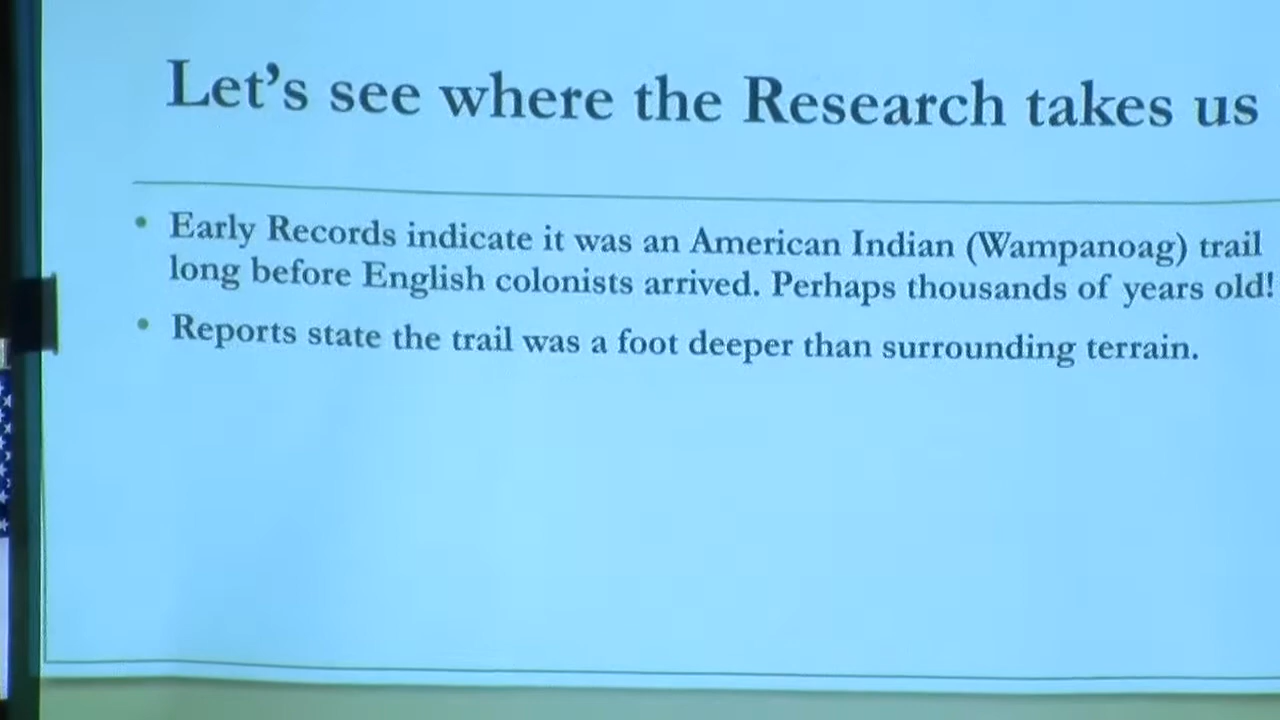 Let's see where the Research takes us
• Early Records indicate it was an American Indian (Wampanoag) trail
long before English colonists arrived. Perhaps thousands of years old!
• Reports state the trail was a foot deeper than surrounding terrain.